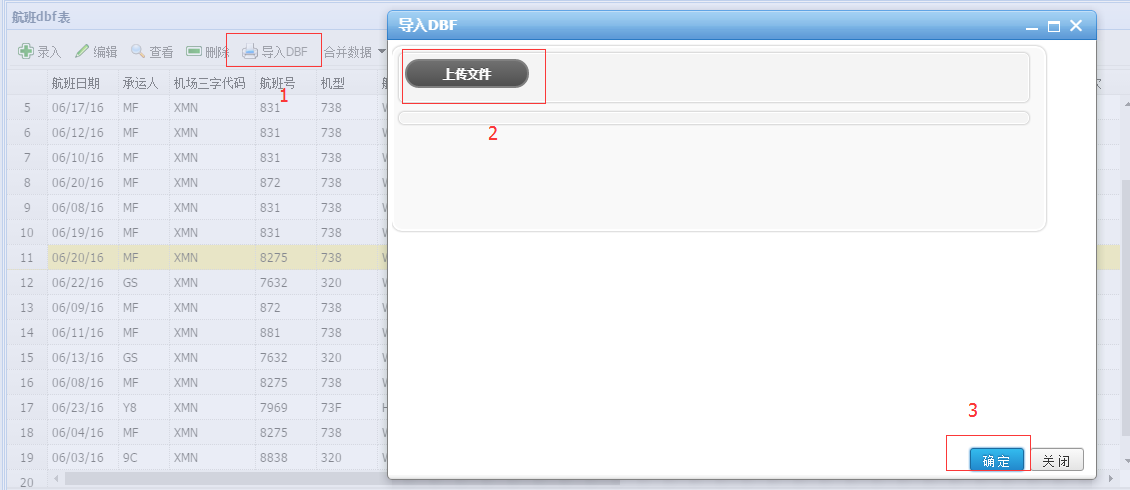 航班dbf表
导入DBF
录入 编辑 查看 删除 导入DBF 合并数据
上传文件
航班日期 承运人 机场三字代码 航班号 机型
1
2
5 06/17/16 MF XMN 831 738
6 06/12/16 MF XMN 831 738
7 06/10/16 MF XMN 831 738
8 06/20/16 MF XMN 872 738
9 06/08/16 MF XMN 831 738
10 06/19/16 MF XMN 831 738
11 06/20/16 MF XMN 8275 738
12 06/22/16 GS XMN 7632 320
13 06/09/16 MF XMN 872 738
14 06/11/16 MF XMN 881 738
15 06/13/16 GS XMN 7632 320
16 06/08/16 MF XMN 8275 738
17 06/23/16 Y8 XMN 7969 73F
18 06/04/16 MF XMN 8275 738
19 06/03/16 9C XMN 8838 320
20
3
确定 关闭